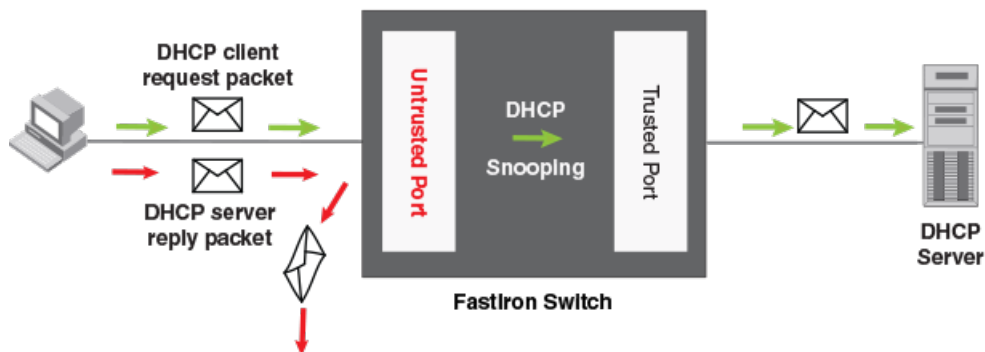 DHCP client
request packet
DHCP server
reply packet
Untrusted Port
DHCP
Snooping
Trusted Port
FastIron Switch
DHCP
Server